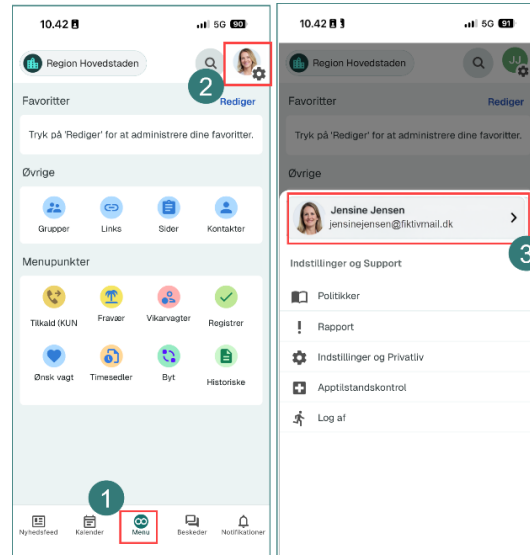 10.42
5G 90
Region Hovedstaden
2
Favoritter
Rediger
Tryk på 'Rediger' for at administrere dine favoritter.
Øvrige
Grupper
Links
Sider
Kontakter
Menupunkter
Tilkald (KUN
Fravær
Vikarvagter
Registrer
Ønsk vagt
Timesedler
Byt
Historiske
1
Nyhedsfeed
Kalender
Menu
Beskeder
Notifikationer
10.42
5G 91
Region Hovedstaden
JJ
Favoritter
Rediger
Tryk på 'Rediger' for at administrere dine favoritter.
Øvrige
Jensine Jensen
jensinejensen@fiktivmail.dk
3
Indstillinger og Support
Politikker
Rapport
Indstillinger og Privatliv
Apptilstandskontrol
Log af